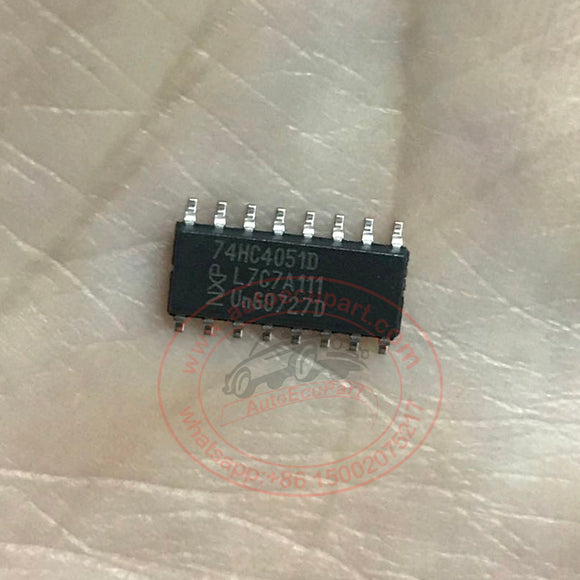 74HC4051D
NXP
L7C7A111
Un60727D
www.autoecupart.com
AutoEcuPart
whatsapp:+86 15002075217